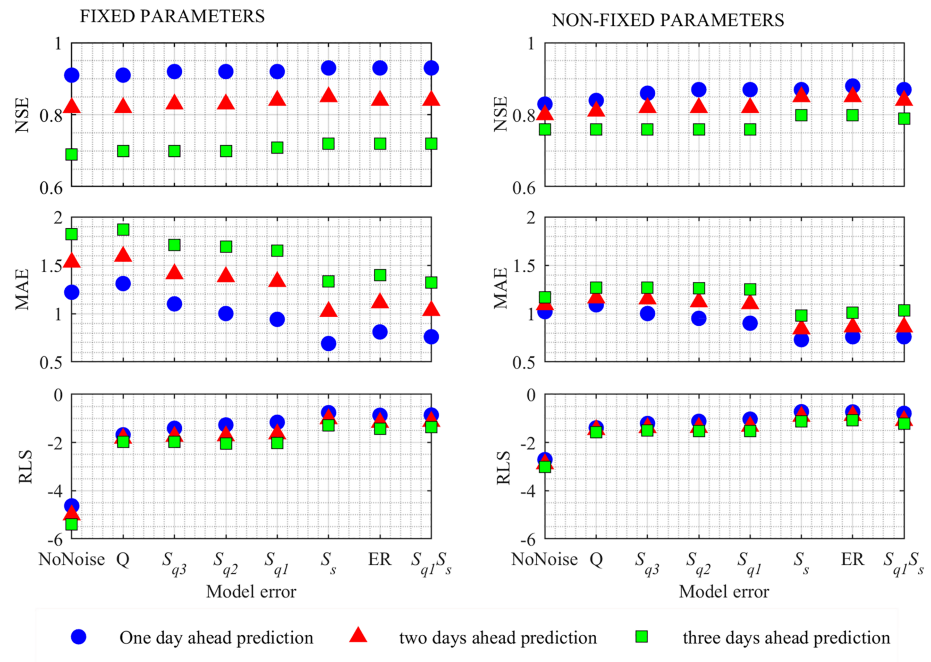 FIXED PARAMETERS
NON-FIXED PARAMETERS
1
0.8
0.6
NSE
1
0.8
0.6
NSE
2
1.5
1
0.5
MAE
2
1.5
1
0.5
MAE
0
-2
-4
-6
RLS
0
-2
-4
-6
RLS
NoNoise Q Sq3 Sq2 Sq1 Ss ER Sq1Ss
NoNoise Q Sq3 Sq2 Sq1 Ss ER Sq1Ss
Model error
Model error
One day ahead prediction two days ahead prediction three days ahead prediction